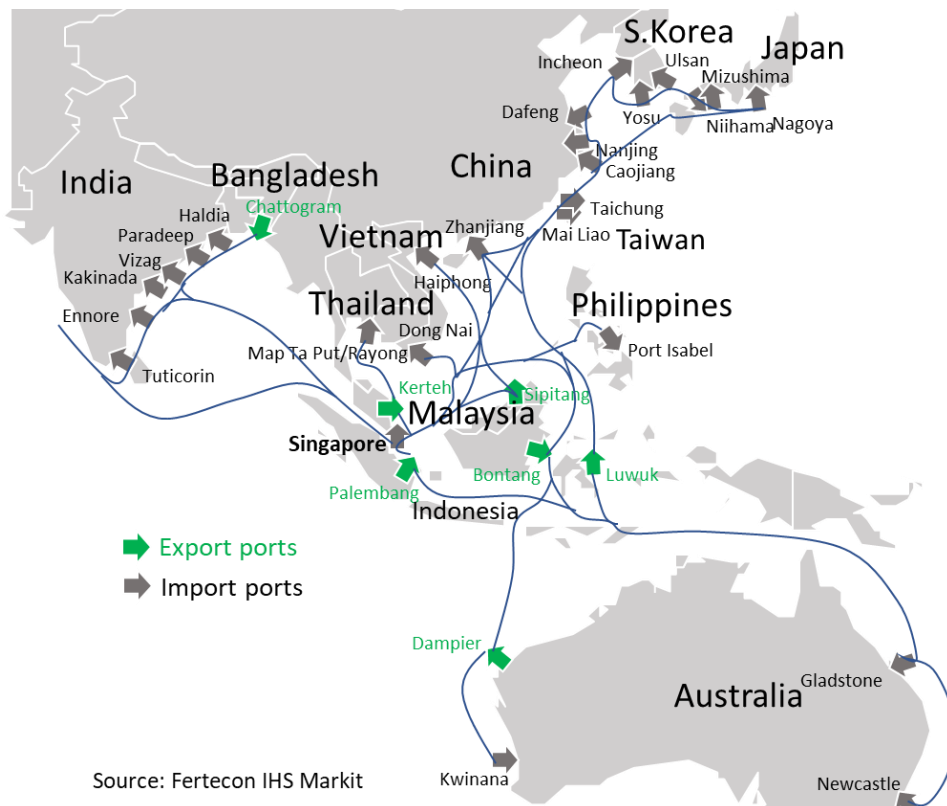 S.Korea
Japan
Incheon
Ulsan
Mizushima
Dafeng
Yosu
Niihama
Nagoya
China
Nanjing
Caojiang
India
Bangladesh
Chattogram
Haldia
Paradeep
Vizag
Kakinada
Ennore
Tuticorin
Vietnam
Zhanjiang
Haiphong
Taichung
Mai Liao
Taiwan
Thailand
Dong Nai
Map Ta Put/Rayong
Philippines
Port Isabel
Kerteh
Malaysia
Sipitang
Singapore
Palembang
Bontang
Luwuk
Indonesia
Export ports
Import ports
Dampier
Australia
Gladstone
Kwinana
Newcastle
Source: Fertecon IHS Markit